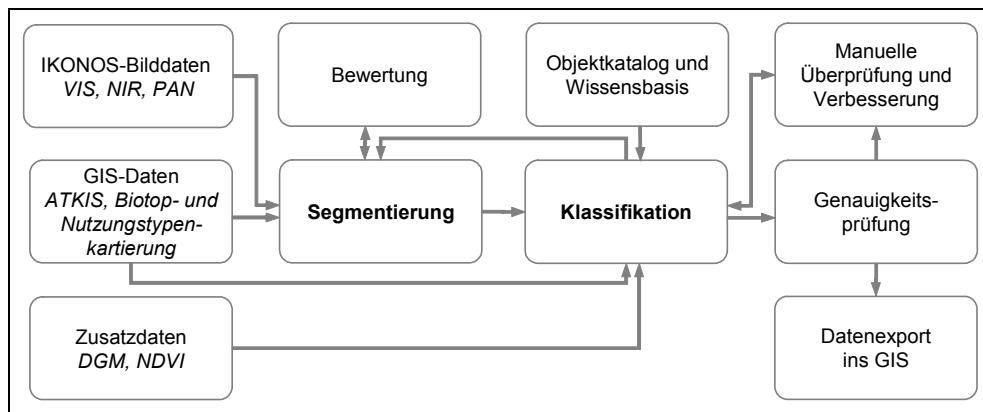 IKONOS-Bilddaten
VIS, NIR, PAN
Bewertung
Objektkatalog und
Wissensbasis
Manuelle
Überprüfung und
Verbesserung
GIS-Daten
ATKIS, Biotop- und
Nutzungstypen-
kartierung
Segmentierung
Klassifikation
Genauigkeits-
prüfung
Zusatzdaten
DGM, NDVI
Datenexport
ins GIS